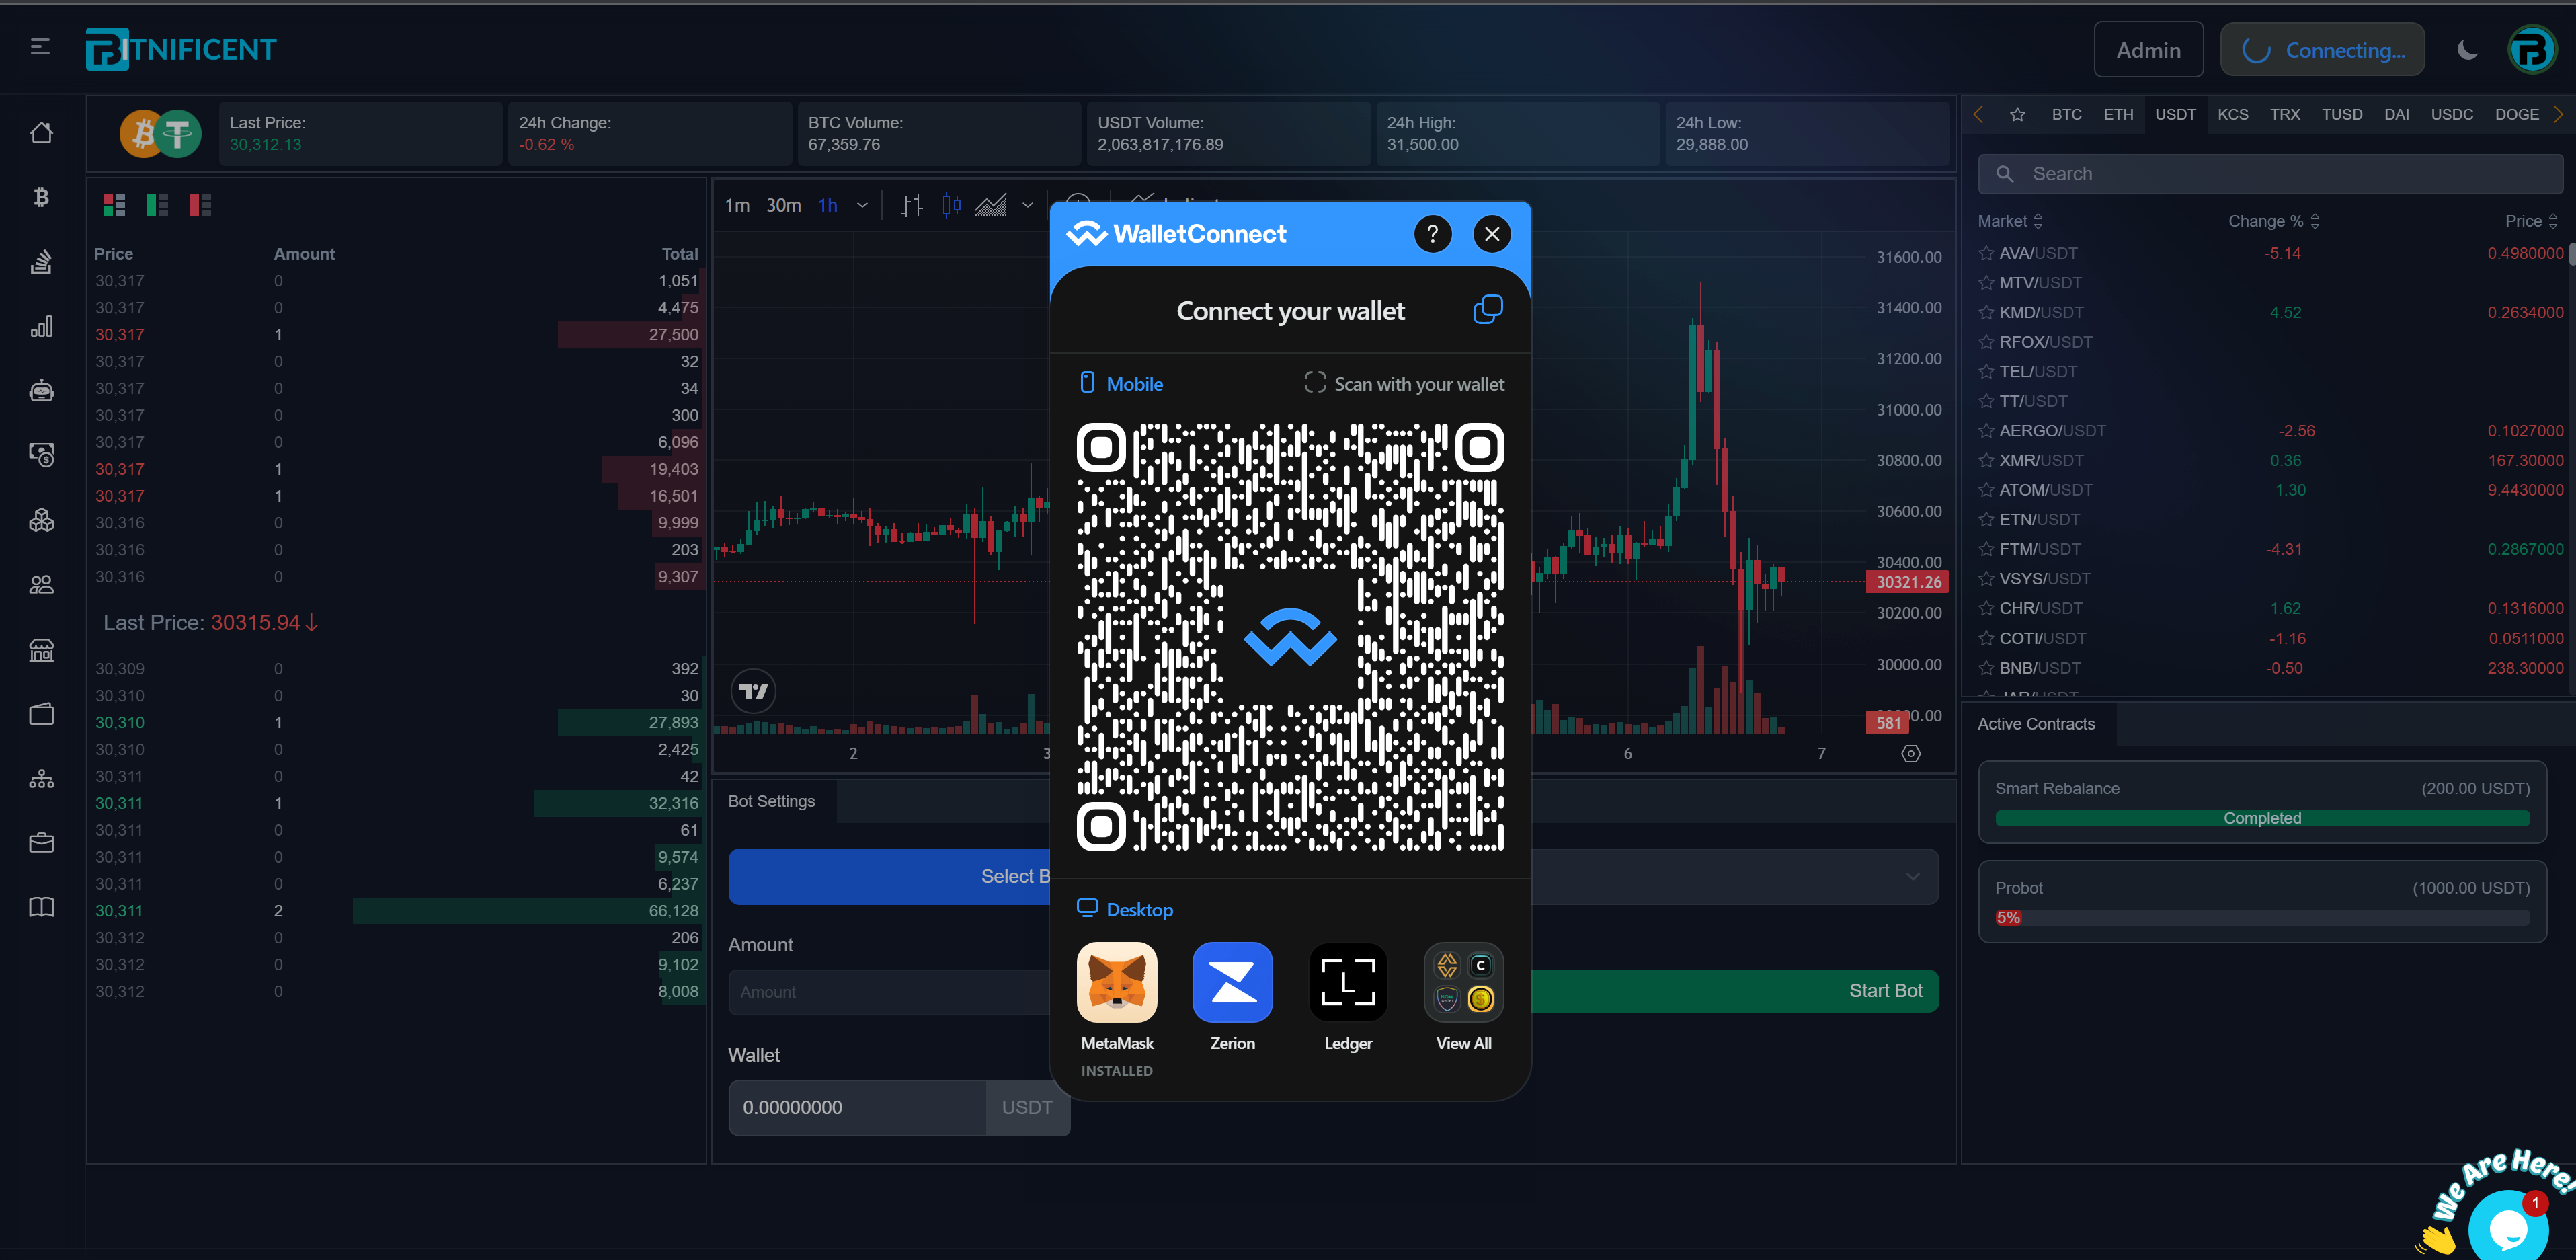 BITNIFICENT
Admin
Connecting...
Last Price:
30,312.13
24h Change:
-0.62 %
BTC Volume:
67,359.76
USDT Volume:
2,063,817,176.89
24h High:
31,500.00
24h Low:
29,888.00
BTC ETH USDT KCS TRX TUSD DAI USDC DOGE
Search
Market Change % Price
AVA/USDT -5.14 0.4980000
MTV/USDT
KMD/USDT 4.52 0.2634000
RFOX/USDT
TEL/USDT
TT/USDT
AERGO/USDT -2.56 0.1027000
XMR/USDT 0.36 167.30000
ATOM/USDT 1.30 9.4430000
ETN/USDT
FTM/USDT -4.31 0.2867000
VSYS/USDT
CHR/USDT 1.62 0.1316000
COTI/USDT -1.16 0.0511000
BNB/USDT -0.50 238.30000
Price Amount Total
30,317 0 1,051
30,317 0 4,475
30,317 1 27,500
30,317 0 32
30,317 0 34
30,317 0 300
30,317 0 6,096
30,317 1 19,403
30,317 1 16,501
30,316 0 9,999
30,316 0 203
30,316 0 9,307
Last Price: 30315.94↓
30,309 0 392
30,310 0 30
30,310 1 27,893
30,310 0 2,425
30,311 0 42
30,311 1 32,316
30,311 0 61
30,311 0 9,574
30,311 0 6,237
30,311 2 66,128
30,312 0 206
30,312 0 9,102
30,312 0 8,008
1m 30m 1h
31600.00
31400.00
31200.00
31000.00
30800.00
30600.00
30400.00
30321.26
30200.00
30000.00
581
2 3 6 7
WalletConnect
?
Connect your wallet
Mobile
Scan with your wallet
Desktop
MetaMask
INSTALLED
Zerion
Ledger
View All
Bot Settings
Select B
Amount
Amount
Start Bot
Wallet
0.00000000 USDT
Active Contracts
Smart Rebalance (200.00 USDT)
Completed
Probot (1000.00 USDT)
5%
We Are Here!
1